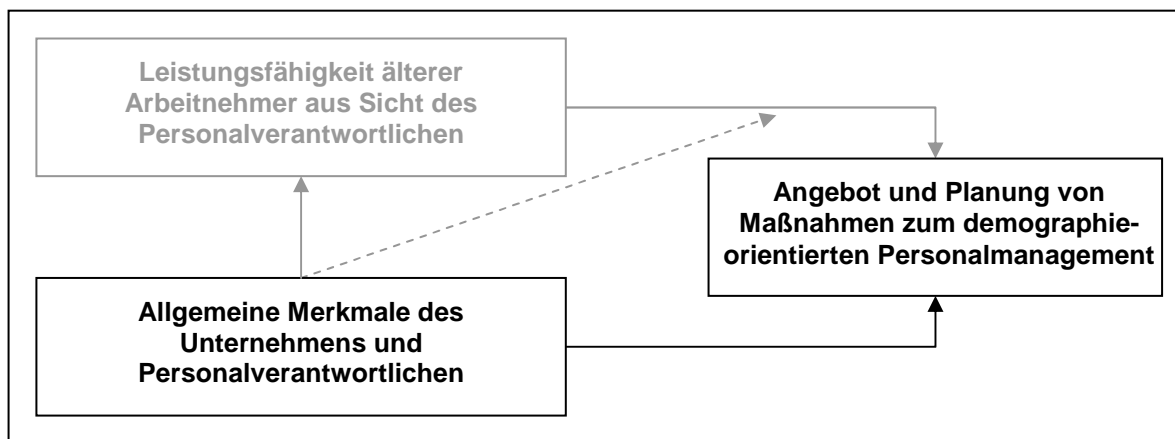 Leistungsfähigkeit älterer
Arbeitnehmer aus Sicht des
Personalverantwortlichen
Angebot und Planung von
Maßnahmen zum demographie-
orientierten Personalmanagement
Allgemeine Merkmale des
Unternehmens und
Personalverantwortlichen